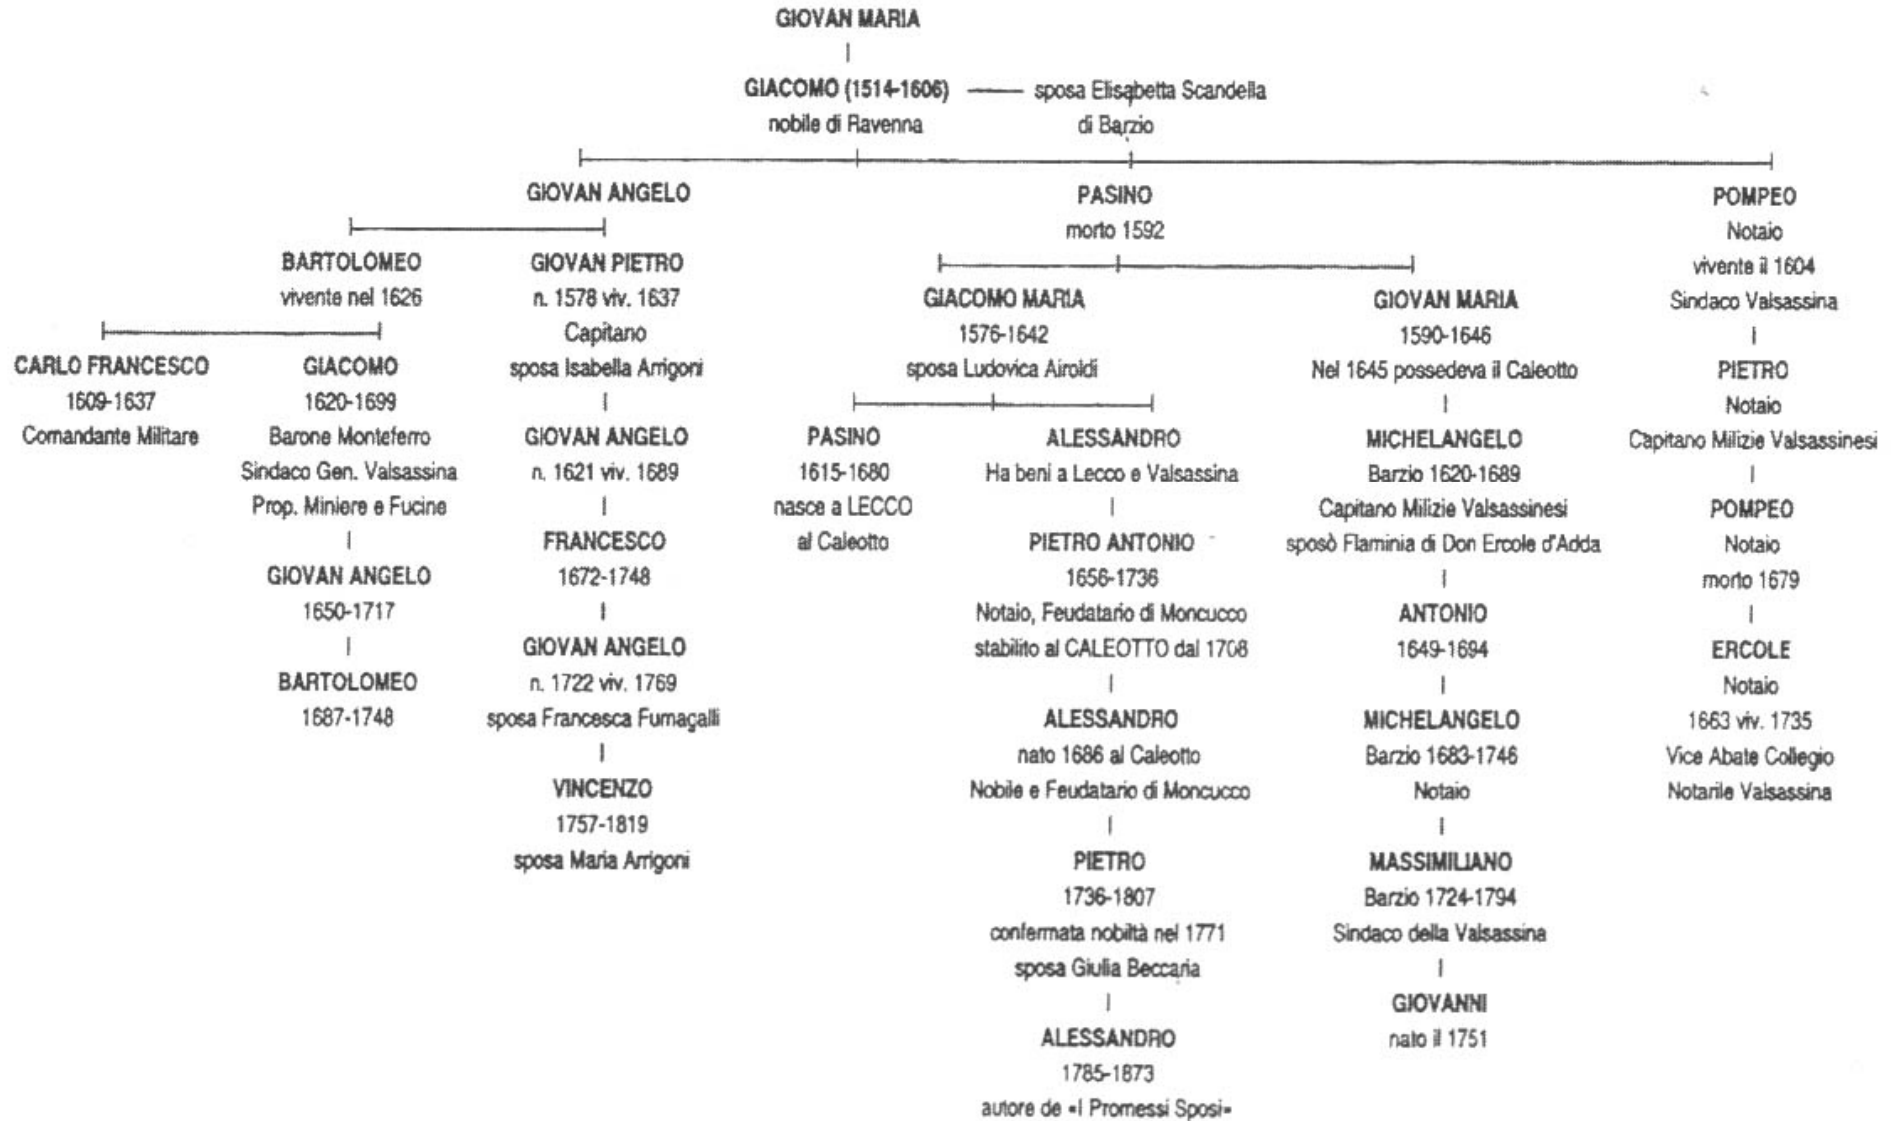 GIOVAN MARIA
GIACOMO (1514-1606) sposa Elisabetta Scandella
nobile di Ravenna di Barzio
GIOVAN ANGELO
BARTOLOMEO
vivente nel 1626
CARLO FRANCESCO
1609-1637
Comandante Militare
GIACOMO
1620-1699
Barone Monteferro
Sindaco Gen. Valsassina
Prop. Miniere e Fucine
GIOVAN ANGELO
1650-1717
BARTOLOMEO
1687-1748
GIOVAN PIETRO
n. 1578 viv. 1637
Capitano
sposa Isabella Arrigoni
GIOVAN ANGELO
n. 1621 viv. 1689
FRANCESCO
1672-1748
GIOVAN ANGELO
n. 1722 viv. 1769
sposa Francesca Fumagalli
VINCENZO
1757-1819
sposa Maria Arrigoni
PASINO
morto 1592
GIACOMO MARIA
1576-1642
sposa Ludovica Airoldi
PASINO
1615-1680
nasce a LECCO
al Caleotto
ALESSANDRO
Ha beni a Lecco e Valsassina
PIETRO ANTONIO
1656-1736
Notaio, Feudatario di Moncucco
stabilito al CALEOTTO dal 1708
ALESSANDRO
nato 1686 al Caleotto
Nobile e Feudatario di Moncucco
PIETRO
1736-1807
confermata nobiltà nel 1771
sposa Giulia Beccaria
ALESSANDRO
1785-1873
autore de «I Promessi Sposi»
GIOVAN MARIA
1590-1646
Nel 1645 possedeva il Caleotto
MICHELANGELO
Barzio 1620-1689
Capitano Milizie Valsassinesi
sposò Flaminia di Don Ercole d'Adda
ANTONIO
1649-1694
MICHELANGELO
Barzio 1683-1746
Notaio
MASSIMILIANO
Barzio 1724-1794
Sindaco della Valsassina
GIOVANNI
nato il 1751
POMPEO
Notaio
vivente il 1604
Sindaco Valsassina
PIETRO
Notaio
Capitano Milizie Valsassinesi
POMPEO
Notaio
morto 1679
ERCOLE
Notaio
1663 viv. 1735
Vice Abate Collegio
Notarile Valsassina